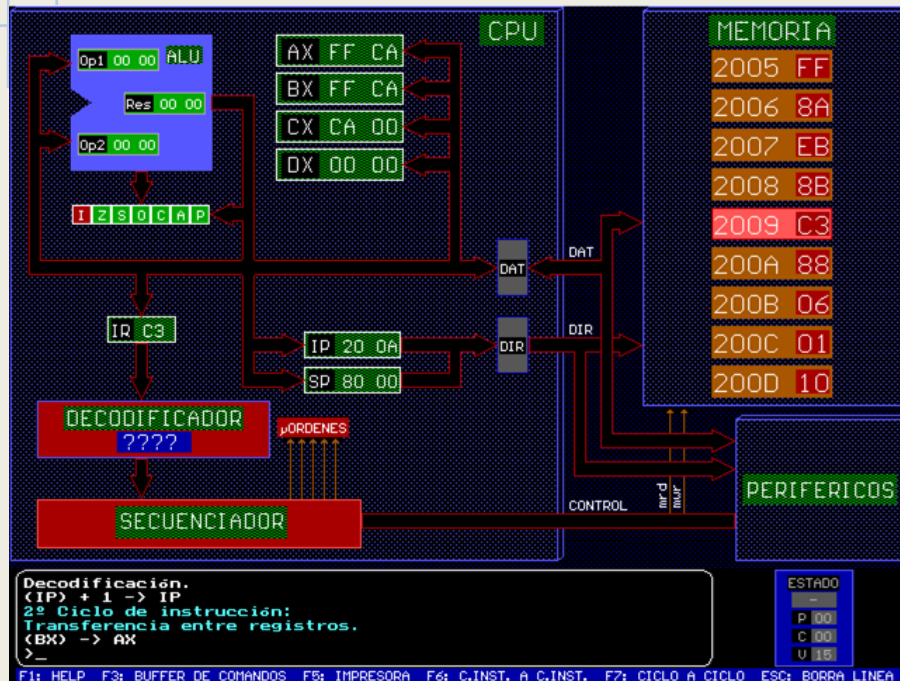 CPU
MEMORIA
Op1 00 00 ALU
Res 00 00
Op2 00 00
AX FF CA
BX FF CA
CX CA 00
DX 00 00
2005 FF
2006 8A
2007 EB
2008 8B
2009 C3
200A 88
200B 06
200C 01
200D 10
I Z S O C A P
DAT
DAT
IR C3
IP 20 0A
SP 80 00
DIR
DIR
DECODIFICADOR
????
µORDENES
SECUENCIADOR
CONTROL
mrd
mwr
PERIFERICOS
Decodificación.
(IP) + 1 -> IP
2º Ciclo de instrucción:
Transferencia entre registros.
(BX) -> AX
>_
ESTADO
-
P 00
C 00
V 15
F1: HELP F3: BUFFER DE COMANDOS F5: IMPRESORA F6: C.INST. A C.INST. F7: CICLO A CICLO ESC: BORRA LINEA